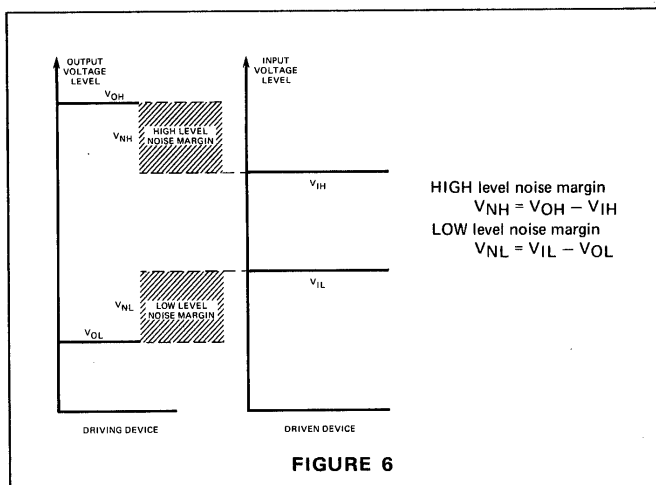 OUTPUT
VOLTAGE
LEVEL
VOH
VNH
HIGH LEVEL
NOISE MARGIN
VNL
LOW LEVEL
NOISE MARGIN
VOL
DRIVING DEVICE
INPUT
VOLTAGE
LEVEL
VIH
VIL
DRIVEN DEVICE
HIGH level noise margin
VNH = VOH – VIH
LOW level noise margin
VNL = VIL – VOL
FIGURE 6